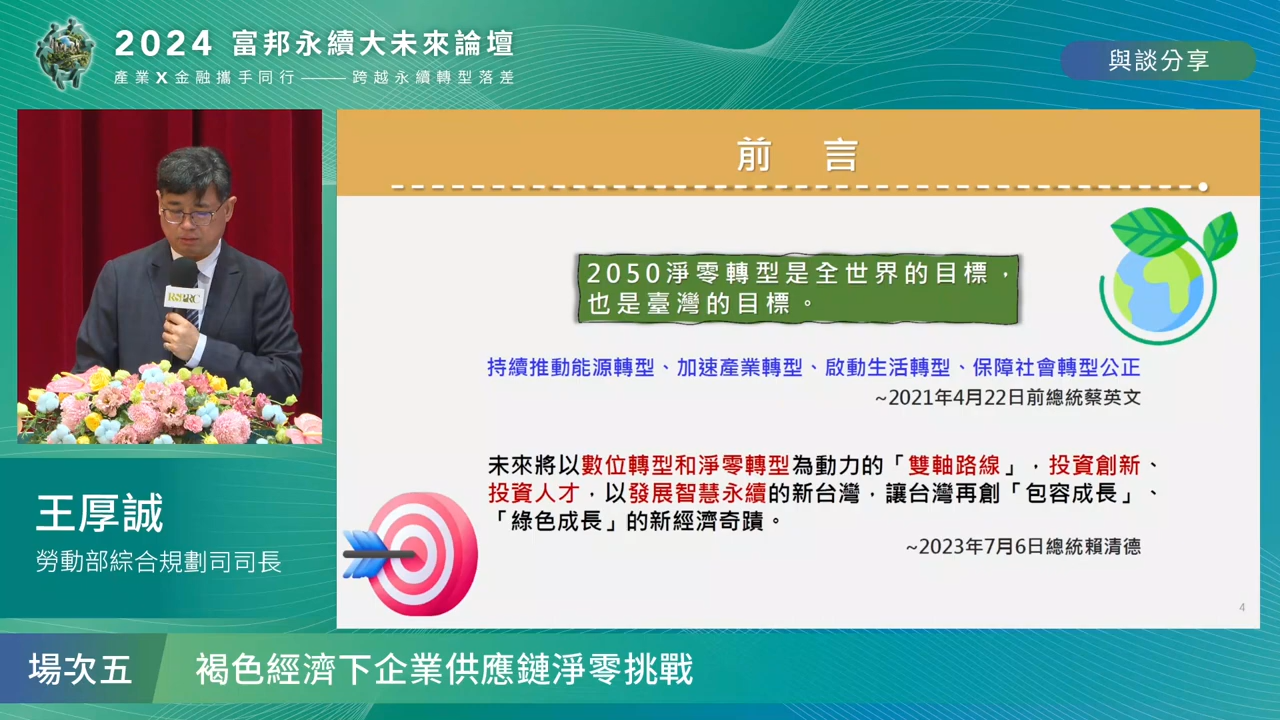 2024 富邦永續大未來論壇
產業X金融攜手同行——跨越永續轉型落差
與談分享
前 言
2050淨零轉型是全世界的目標，
也是臺灣的目標。
持續推動能源轉型、加速產業轉型、啟動生活轉型、保障社會轉型公正
~2021年4月22日前總統蔡英文
未來將以數位轉型和淨零轉型為動力的「雙軸路線」，投資創新、
投資人才，以發展智慧永續的新台灣，讓台灣再創「包容成長」、
「綠色成長」的新經濟奇蹟。
~2023年7月6日總統賴清德
4
王厚誠
勞動部綜合規劃司司長
場次五
褐色經濟下企業供應鏈淨零挑戰